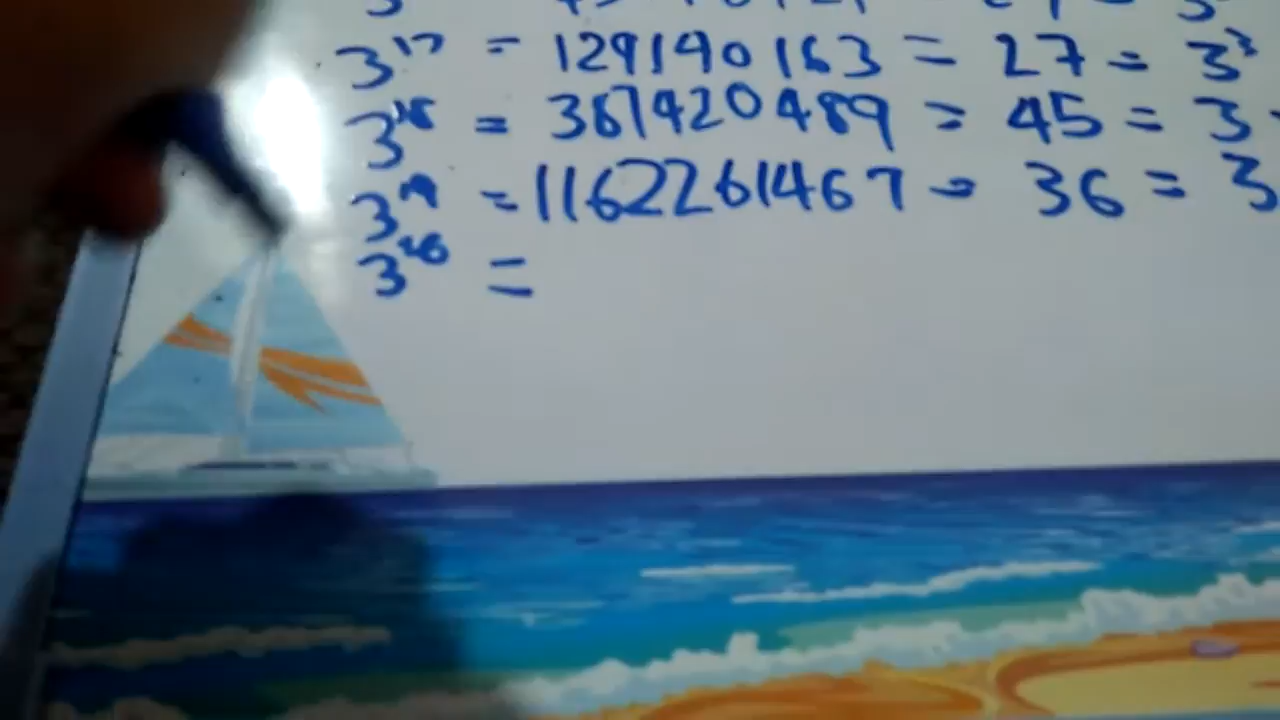 3¹⁷ = 129140163 = 27 = 3³
3¹⁸ = 387420489 = 45 = 3
3¹⁹ = 1162261467 = 36 = 3
3²⁰ =